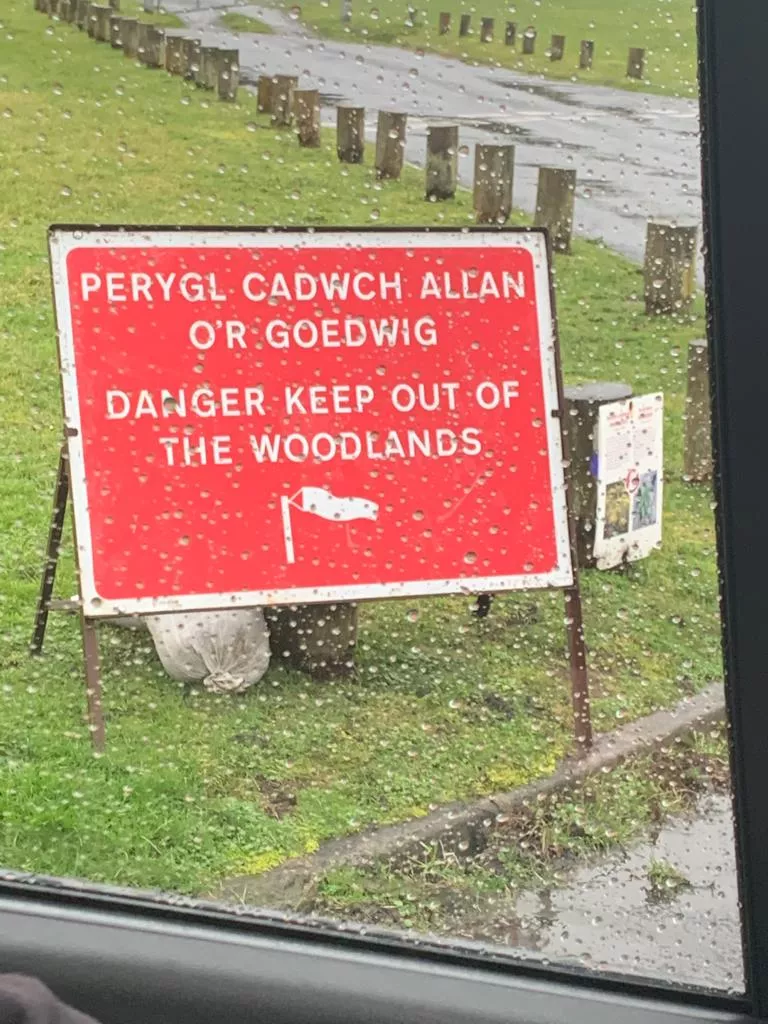 PERYGL CADWCH ALLAN
O'R GOEDWIG
DANGER KEEP OUT OF
THE WOODLANDS